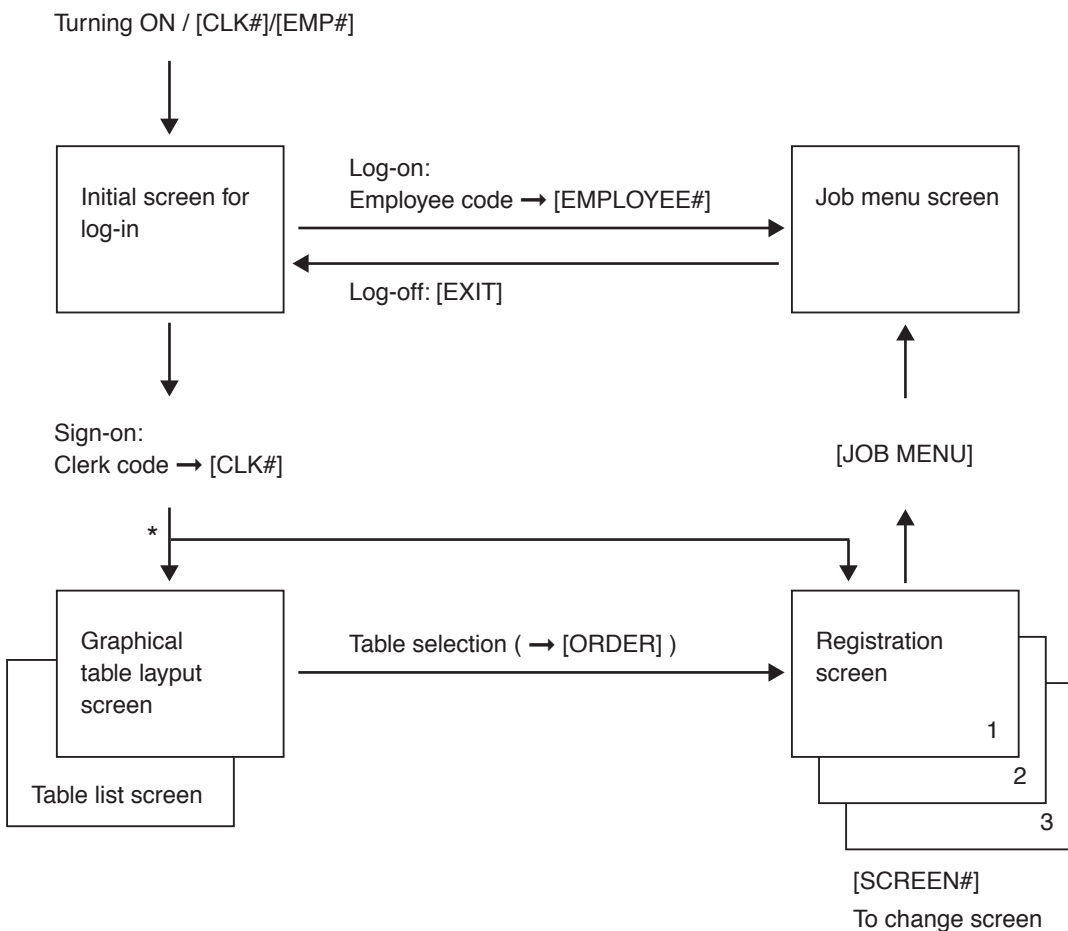 Turning ON / [CLK#]/[EMP#]
Initial screen for
log-in
Log-on:
Employee code → [EMPLOYEE#]
Log-off: [EXIT]
Job menu screen
Sign-on:
Clerk code → [CLK#]
[JOB MENU]
*
Graphical
table layput
screen
Table list screen
Table selection ( → [ORDER] )
Registration
screen
1
2
3
[SCREEN#]
To change screen